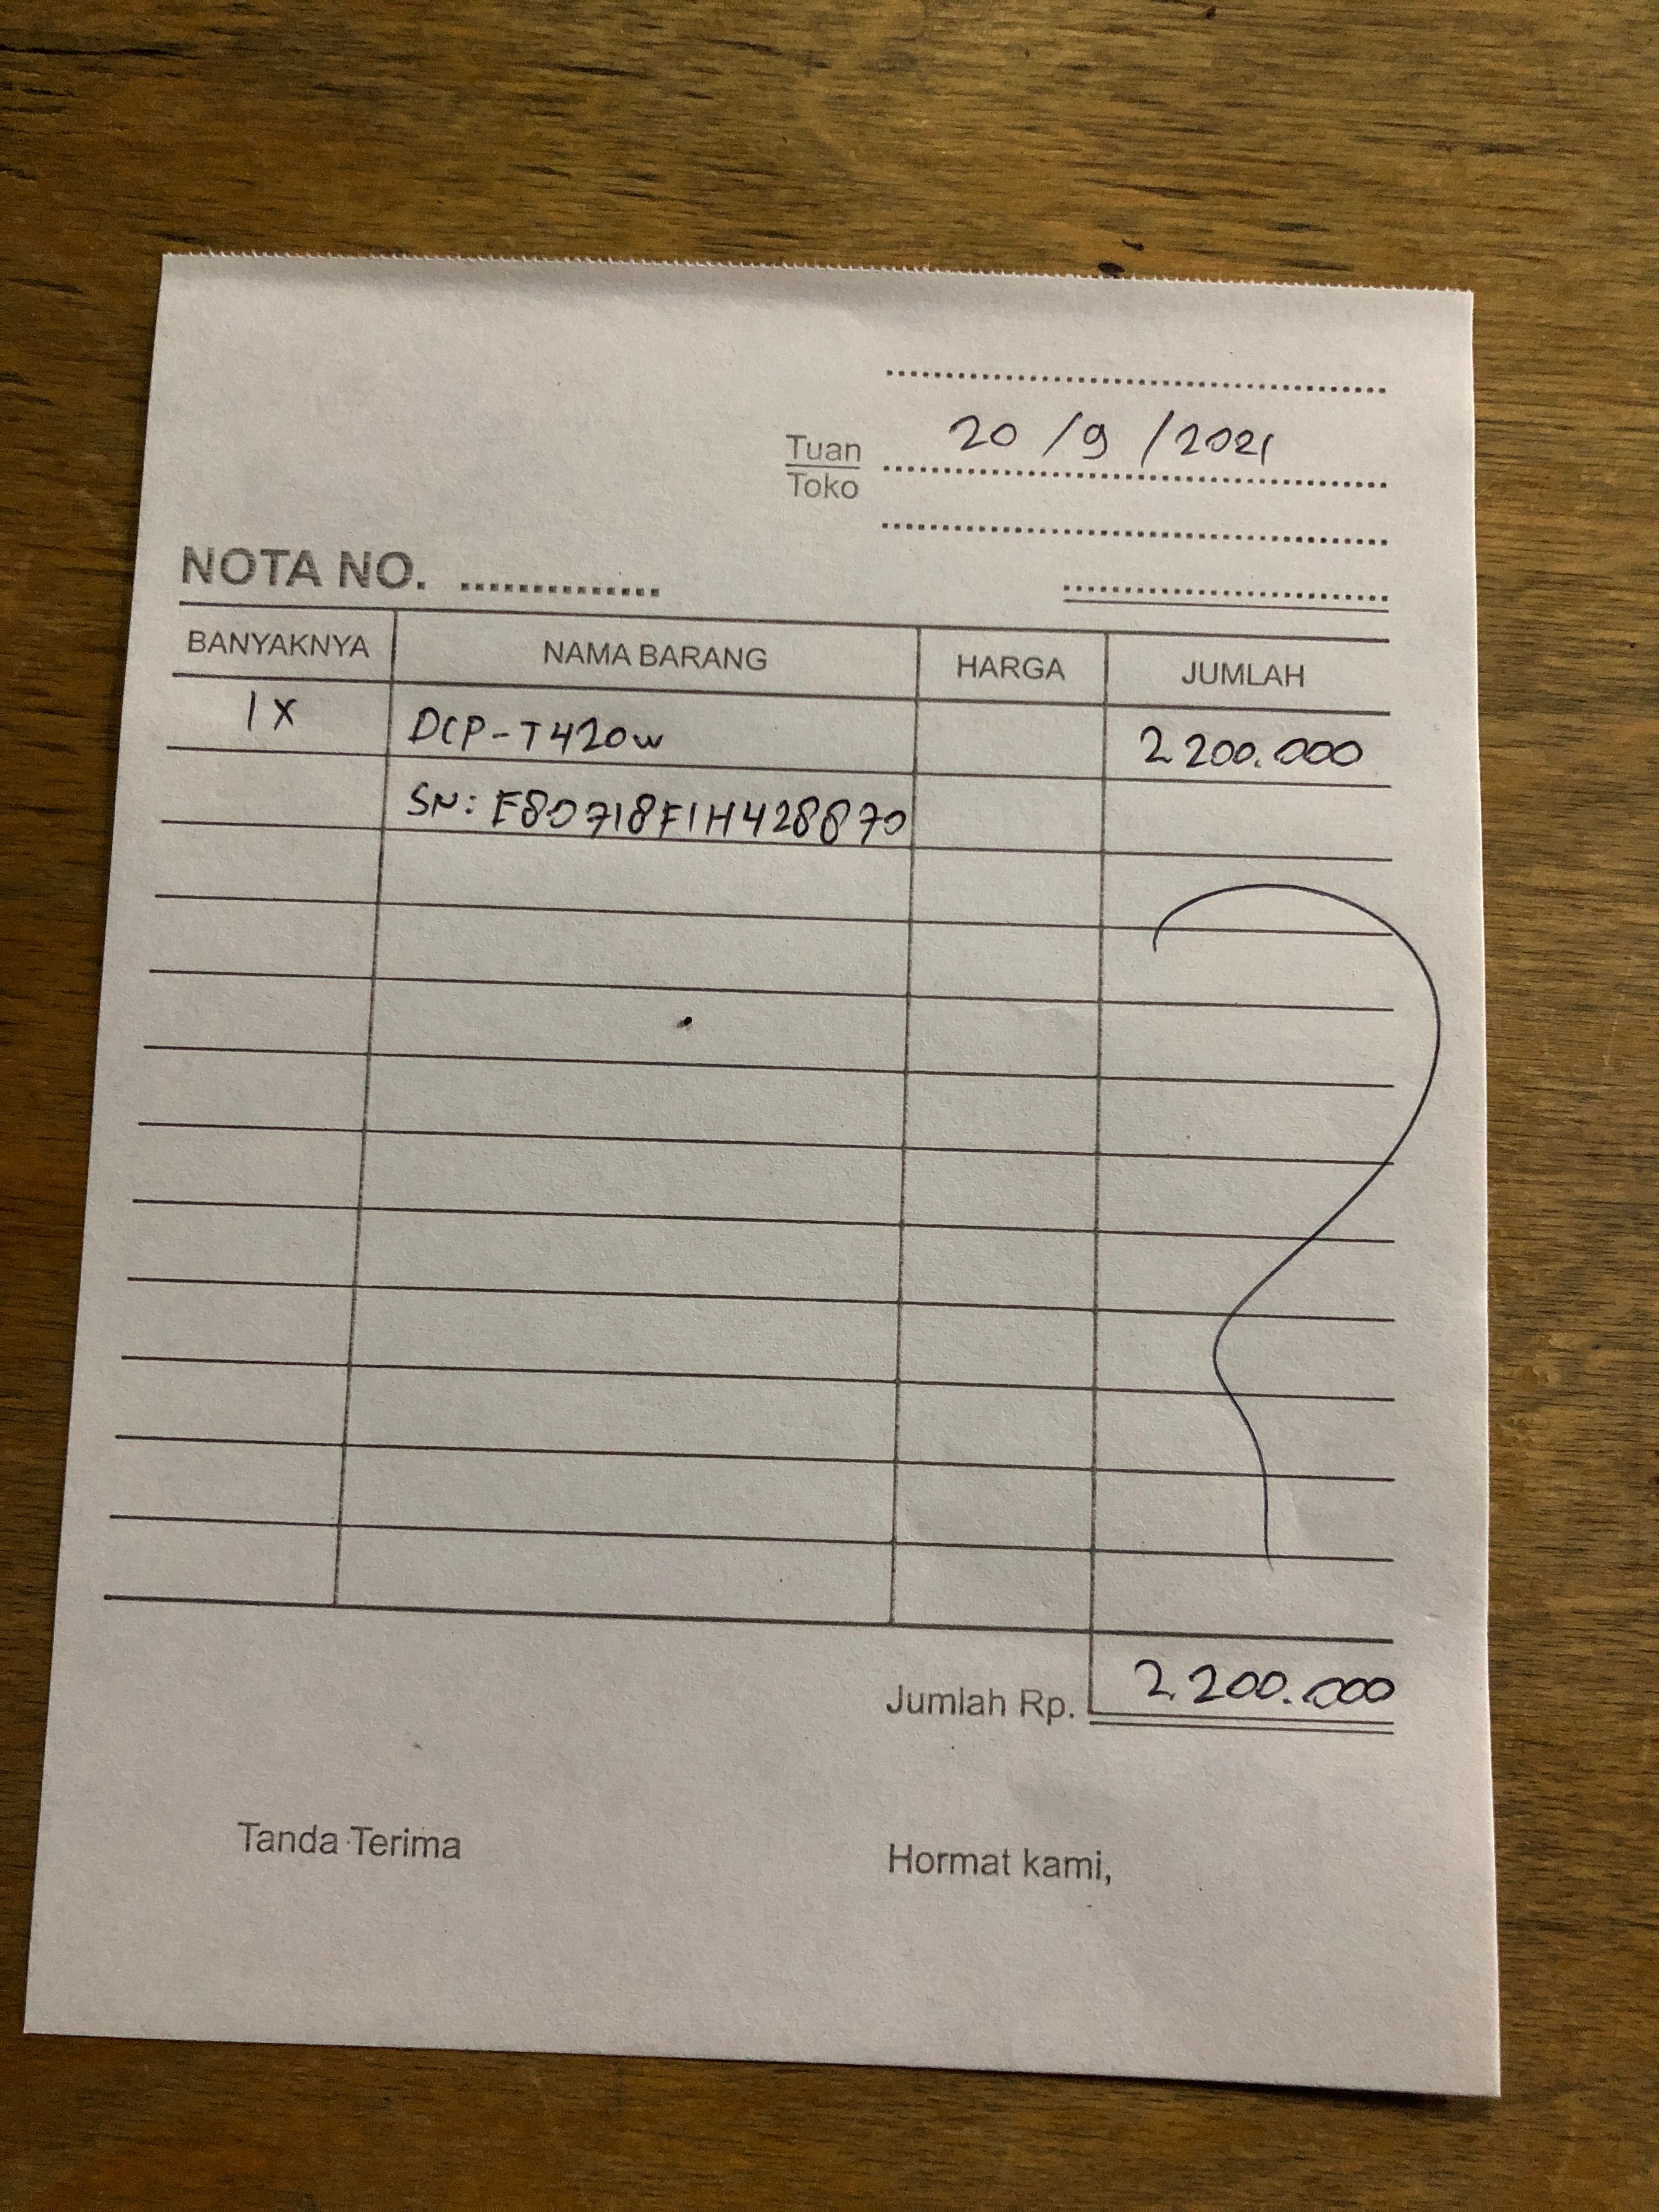 20/9/2021
Tuan
Toko
NOTA NO. ..............
BANYAKNYA NAMA BARANG HARGA JUMLAH
1X DCP-T420w 2 200.000
SN: E80718F1H428870
Jumlah Rp. 2.200.000
Tanda Terima Hormat kami,